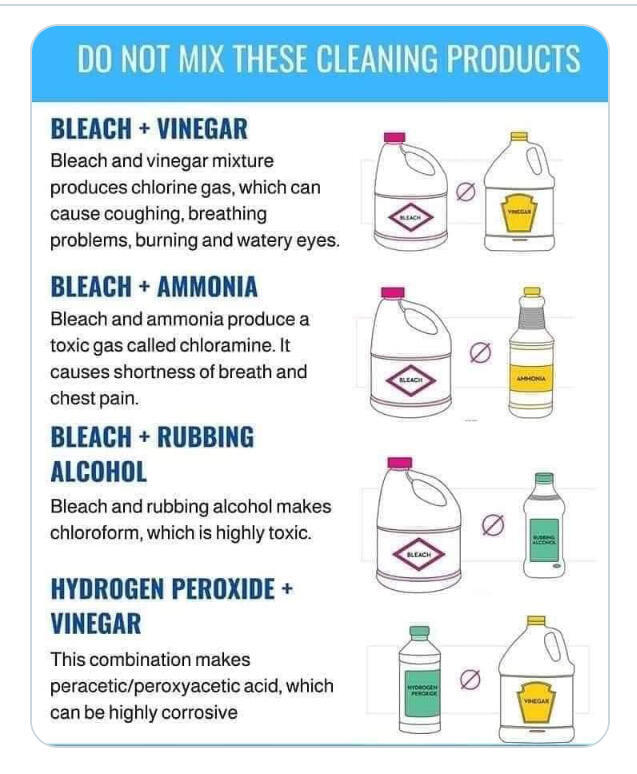 DO NOT MIX THESE CLEANING PRODUCTS
BLEACH + VINEGAR
Bleach and vinegar mixture
produces chlorine gas, which can
cause coughing, breathing
problems, burning and watery eyes.
BLEACH
VINEGAR
BLEACH + AMMONIA
Bleach and ammonia produce a
toxic gas called chloramine. It
causes shortness of breath and
chest pain.
BLEACH
AMMONIA
BLEACH + RUBBING
ALCOHOL
Bleach and rubbing alcohol makes
chloroform, which is highly toxic.
BLEACH
RUBBING
ALCOHOL
HYDROGEN PEROXIDE +
VINEGAR
This combination makes
peracetic/peroxyacetic acid, which
can be highly corrosive
HYDROGEN
PEROXIDE
VINEGAR